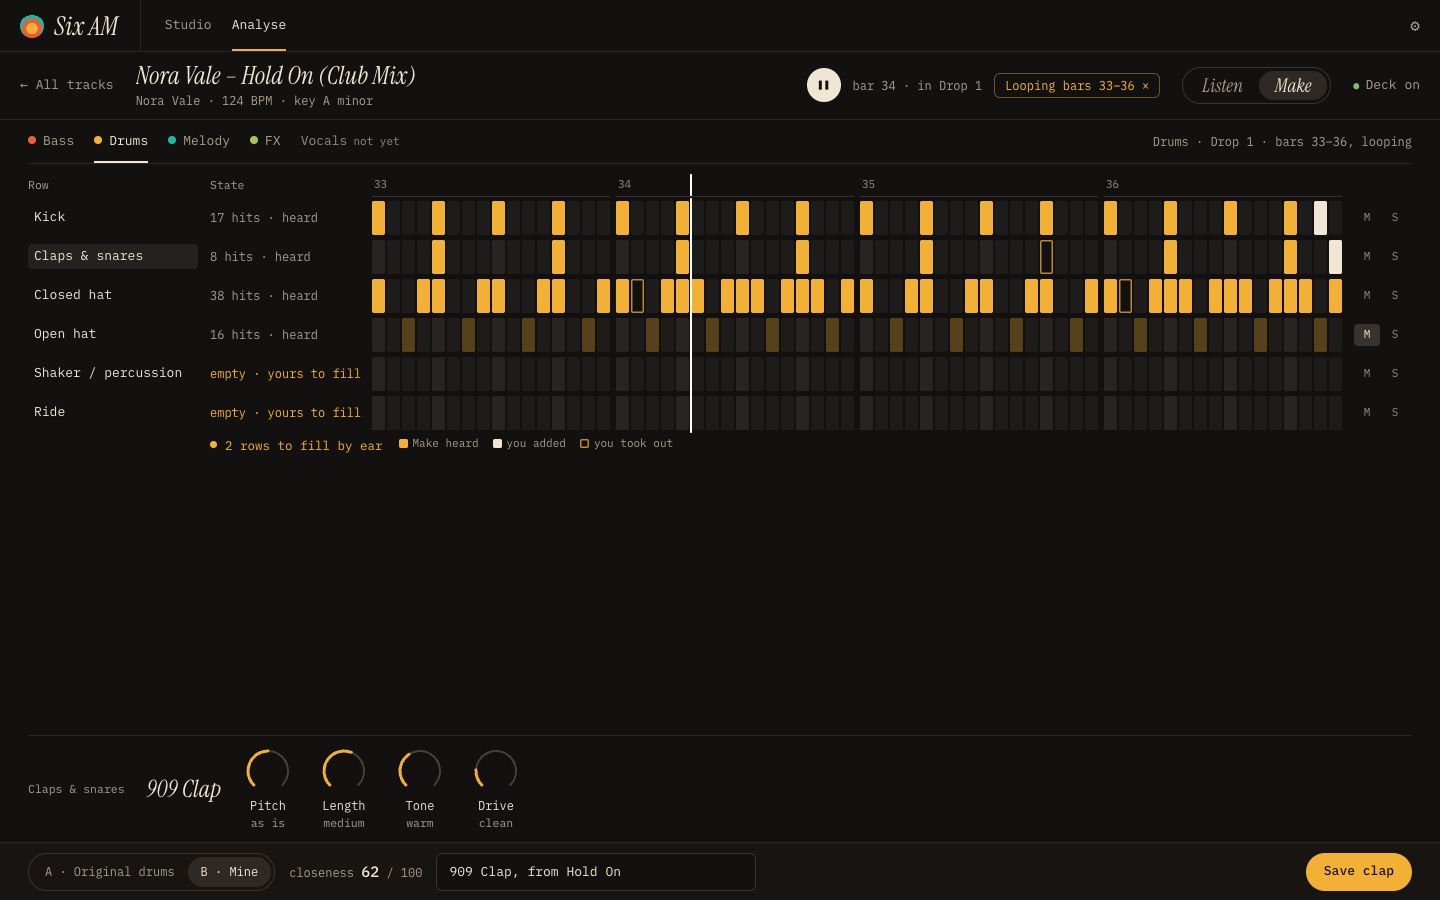 Six AM
Studio Analyse
⚙
← All tracks
Nora Vale – Hold On (Club Mix)
Nora Vale · 124 BPM · key A minor
bar 34 · in Drop 1
Looping bars 33–36 ×
Listen Make
Deck on
Bass Drums Melody FX Vocals not yet
Drums · Drop 1 · bars 33–36, looping
Row State 33 34 35 36
Kick 17 hits · heard M S
Claps & snares 8 hits · heard M S
Closed hat 38 hits · heard M S
Open hat 16 hits · heard M S
Shaker / percussion empty · yours to fill M S
Ride empty · yours to fill M S
2 rows to fill by ear Make heard you added you took out
Claps & snares 909 Clap
Pitch Length Tone Drive
as is medium warm clean
A · Original drums B · Mine closeness 62 / 100 909 Clap, from Hold On Save clap